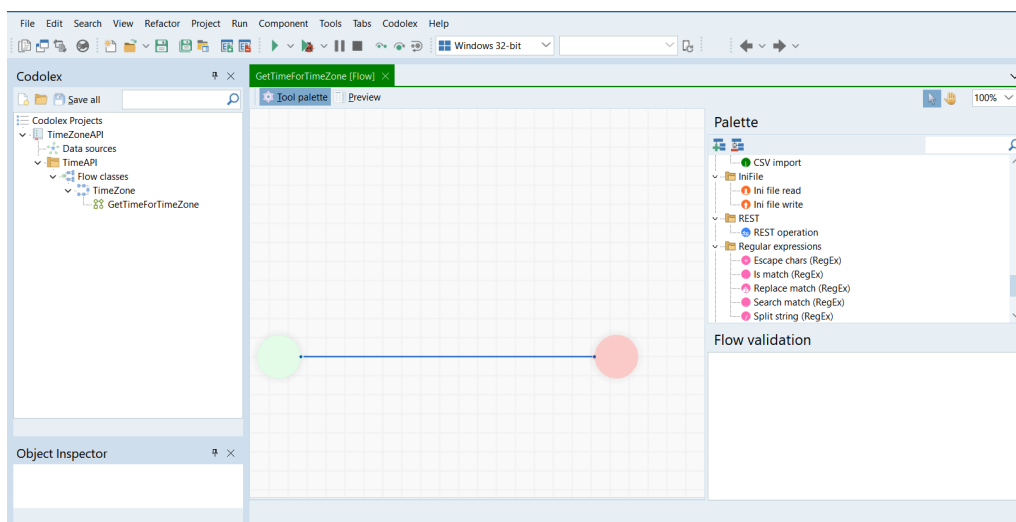 File Edit Search View Refactor Project Run Component Tools Tabs Codolex Help
Windows 32-bit
Codolex
GetTimeForTimeZone [Flow]
Save all
Tool palette Preview
100%
Codolex Projects
TimeZoneAPI
Data sources
TimeAPI
Flow classes
TimeZone
GetTimeForTimeZone
Palette
CSV import
IniFile
Ini file read
Ini file write
REST
REST operation
Regular expressions
Escape chars (RegEx)
Is match (RegEx)
Replace match (RegEx)
Search match (RegEx)
Split string (RegEx)
Flow validation
Object Inspector